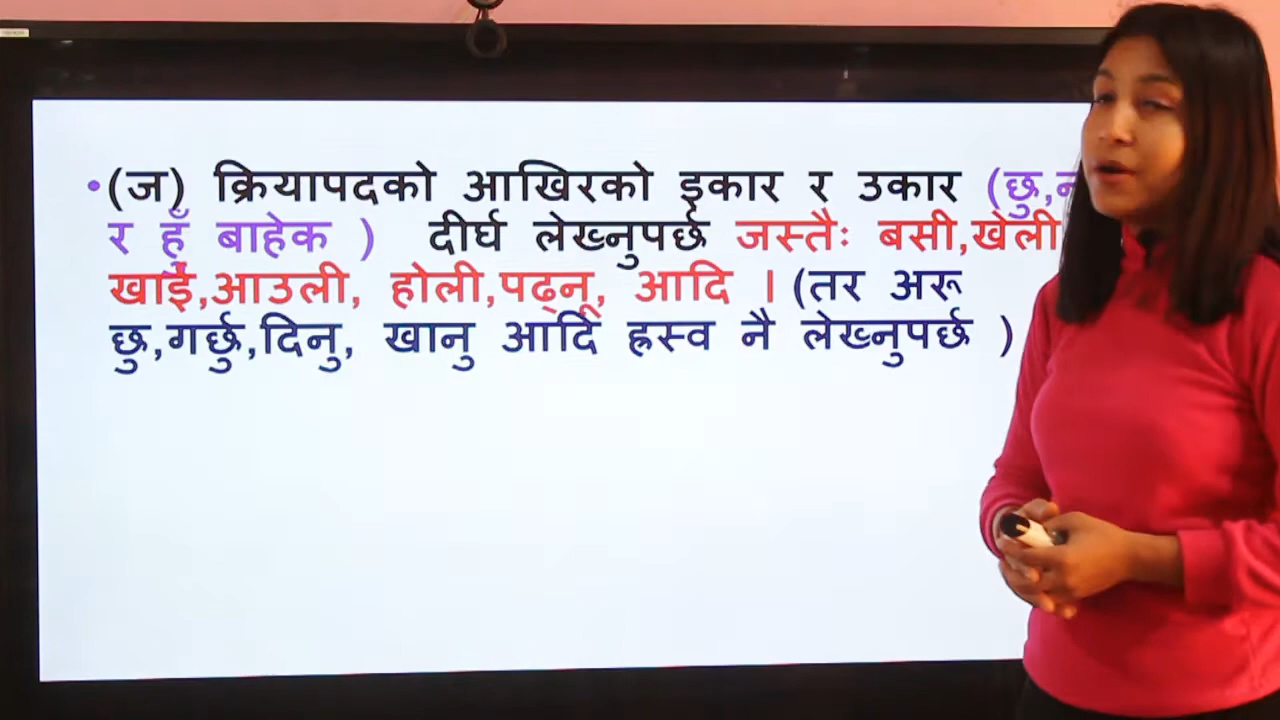 •(ज) क्रियापदको आखिरको इकार र उकार (छु,
र हुँ बाहेक ) दीर्घ लेख्नुपर्छ जस्तैः बसी,खेली
खाईं,आउली, होली,पढ्नू, आदि । (तर अरू
छु,गर्छु,दिनु, खानु आदि ह्रस्व नै लेख्नुपर्छ )